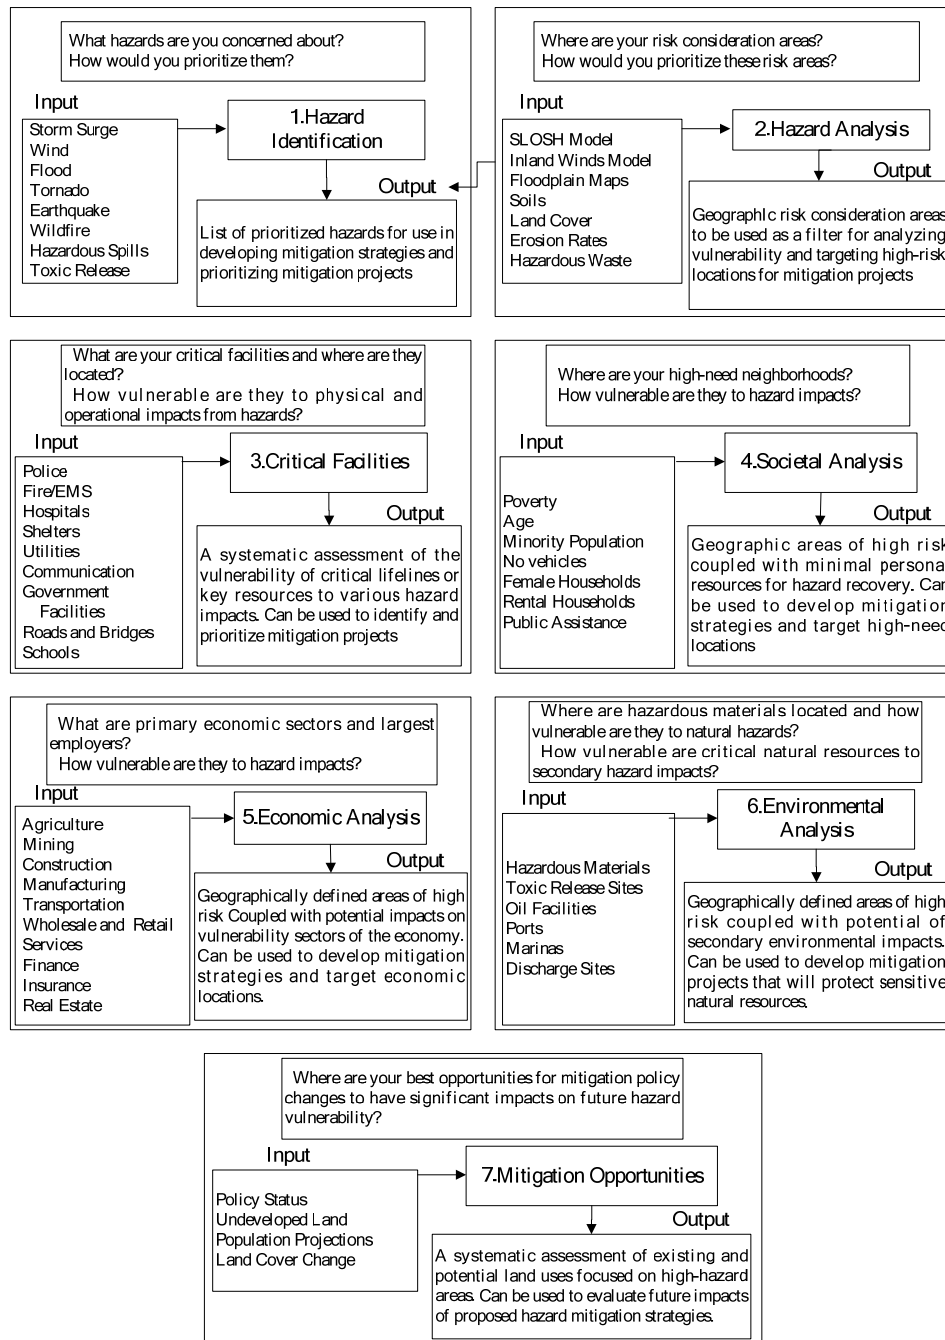 What hazards are you concerned about?
How would you prioritize them?
Input
Storm Surge
Wind
Flood
Tornado
Earthquake
Wildfire
Hazardous Spills
Toxic Release
1.Hazard
Identification
Output
List of prioritized hazards for use in
developing mitigation strategies and
prioritizing mitigation projects
Where are your risk consideration areas?
How would you prioritize these risk areas?
Input
SLOSH Model
Inland Winds Model
Floodplain Maps
Soils
Land Cover
Erosion Rates
Hazardous Waste
2.Hazard Analysis
Output
Geographic risk consideration areas
to be used as a filter for analyzing
vulnerability and targeting high-risk
locations for mitigation projects
What are your critical facilities and where are they
located?
How vulnerable are they to physical and
operational impacts from hazards?
Input
Police
Fire/EMS
Hospitals
Shelters
Utilities
Communication
Government
Facilities
Roads and Bridges
Schools
3.Critical Facilities
Output
A systematic assessment of the
vulnerability of critical lifelines or
key resources to various hazard
impacts. Can be used to identify and
prioritize mitigation projects
Where are your high-need neighborhoods?
How vulnerable are they to hazard impacts?
Input
Poverty
Age
Minority Population
No vehicles
Female Households
Rental Households
Public Assistance
4.Societal Analysis
Output
Geographic areas of high risk
coupled with minimal persona
resources for hazard recovery. Can
be used to develop mitigation
strategies and target high-need
locations
What are primary economic sectors and largest
employers?
How vulnerable are they to hazard impacts?
Input
Agriculture
Mining
Construction
Manufacturing
Transportation
Wholesale and Retail
Services
Finance
Insurance
Real Estate
5.Economic Analysis
Output
Geographically defined areas of high
risk Coupled with potential impacts on
vulnerability sectors of the economy.
Can be used to develop mitigation
strategies and target economic
locations.
Where are hazardous materials located and how
vulnerable are they to natural hazards?
How vulnerable are critical natural resources to
secondary hazard impacts?
Input
Hazardous Materials
Toxic Release Sites
Oil Facilities
Ports
Marinas
Discharge Sites
6.Environmental
Analysis
Output
Geographically defined areas of high
risk coupled with potential of
secondary environmental impacts.
Can be used to develop mitigation
projects that will protect sensitive
natural resources.
Where are your best opportunities for mitigation policy
changes to have significant impacts on future hazard
vulnerability?
Input
Policy Status
Undeveloped Land
Population Projections
Land Cover Change
7.Mitigation Opportunities
Output
A systematic assessment of existing and
potential land uses focused on high-hazard
areas. Can be used to evaluate future impacts
of proposed hazard mitigation strategies.